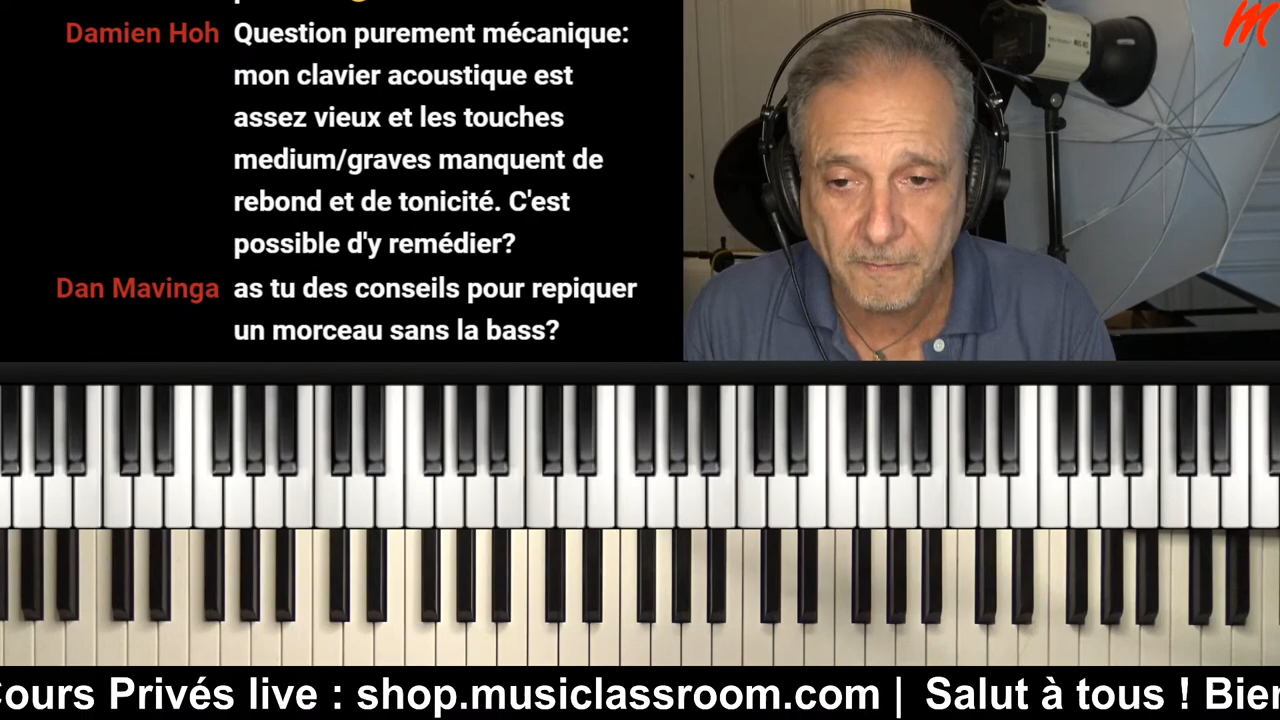 Damien Hoh Question purement mécanique:
mon clavier acoustique est
assez vieux et les touches
medium/graves manquent de
rebond et de tonicité. C'est
possible d'y remédier?
Dan Mavinga as tu des conseils pour repiquer
un morceau sans la bass?
M
Cours Privés live : shop.musiclassroom.com | Salut à tous ! Bien